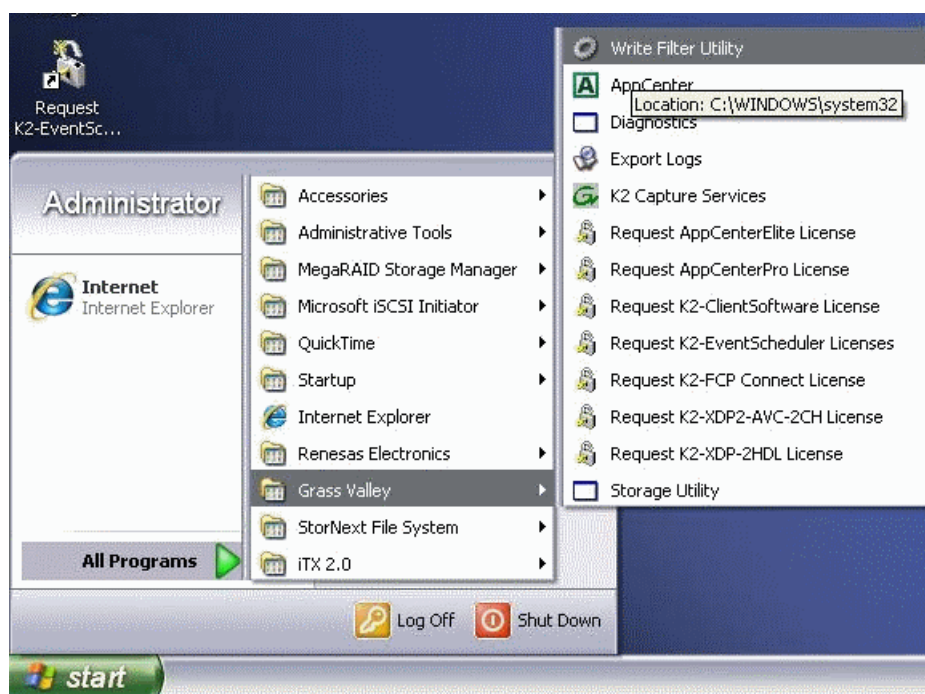 Request
K2-EventSc...
Administrator
Internet
Internet Explorer
All Programs
Accessories
Administrative Tools
MegaRAID Storage Manager
Microsoft iSCSI Initiator
QuickTime
Startup
Internet Explorer
Renesas Electronics
Grass Valley
StorNext File System
iTX 2.0
Write Filter Utility
AppCenter
Location: C:\WINDOWS\system32
Diagnostics
Export Logs
K2 Capture Services
Request AppCenterElite License
Request AppCenterPro License
Request K2-ClientSoftware License
Request K2-EventScheduler Licenses
Request K2-FCP Connect License
Request K2-XDP2-AVC-2CH License
Request K2-XDP-2HDL License
Storage Utility
Log Off
Shut Down
start